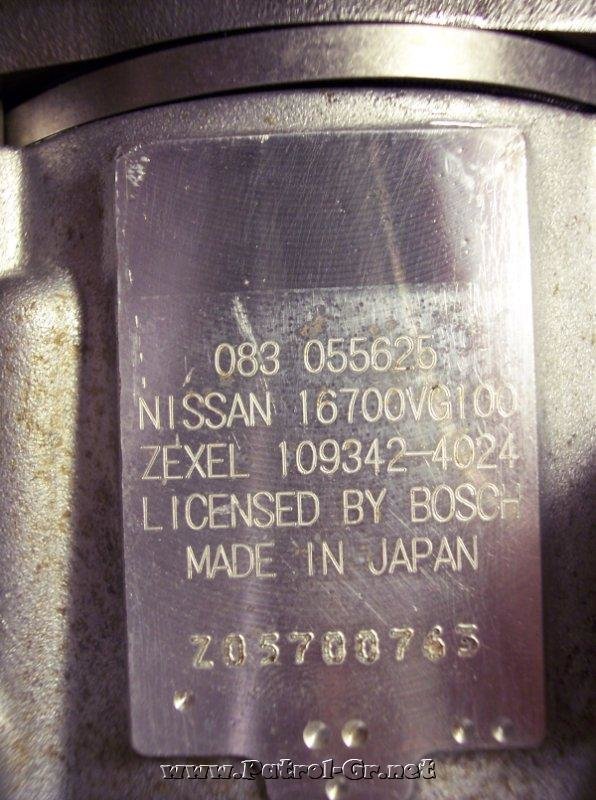 083 055625
NISSAN 16700VG100
ZEXEL 109342-4024
LICENSED BY BOSCH
MADE IN JAPAN
Z05700765
www.Patrol-Gr.net